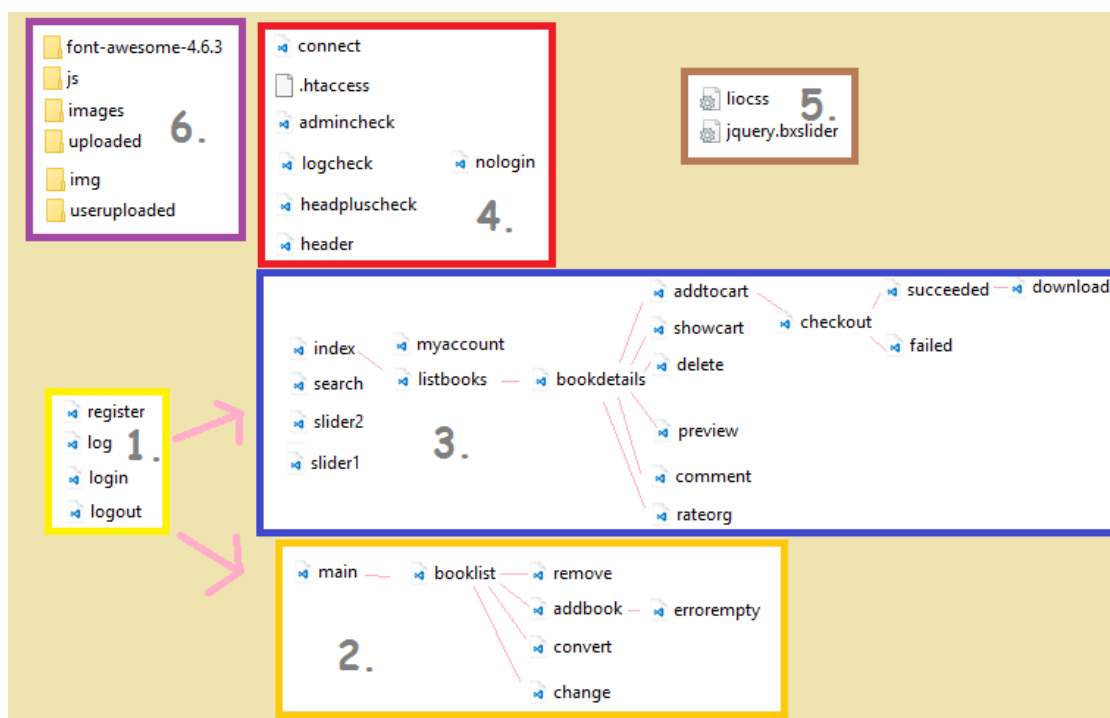 font-awesome-4.6.3
js
images
uploaded
img
useruploaded
6.
connect
.htaccess
admincheck
logcheck
nologin
headpluscheck
header
4.
liocss
jquery.bxslider
5.
register
log
login
logout
1.
index
search
slider2
slider1
myaccount
listbooks
bookdetails
addtocart
showcart
delete
preview
comment
rateorg
checkout
succeeded
download
failed
3.
main
booklist
remove
addbook
errorempty
convert
change
2.